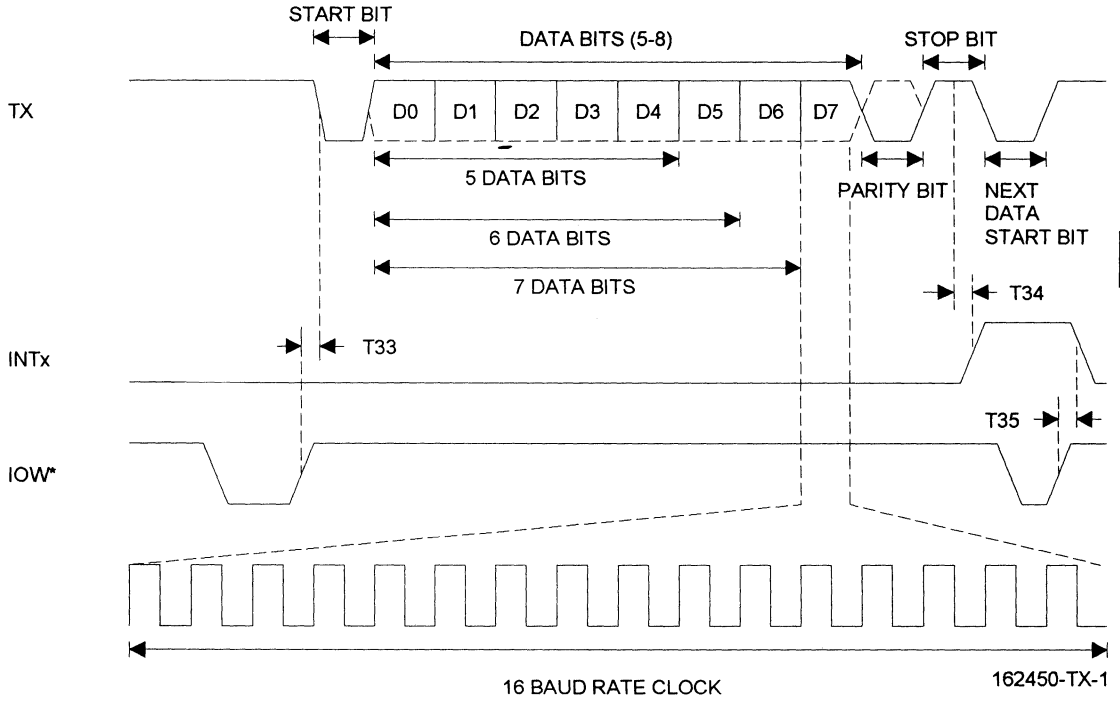 START BIT
DATA BITS (5-8)
STOP BIT
TX
D0 D1 D2 D3 D4 D5 D6 D7
5 DATA BITS
PARITY BIT
NEXT
DATA
START BIT
6 DATA BITS
7 DATA BITS
T34
T33
INTx
T35
IOW*
16 BAUD RATE CLOCK
162450-TX-1